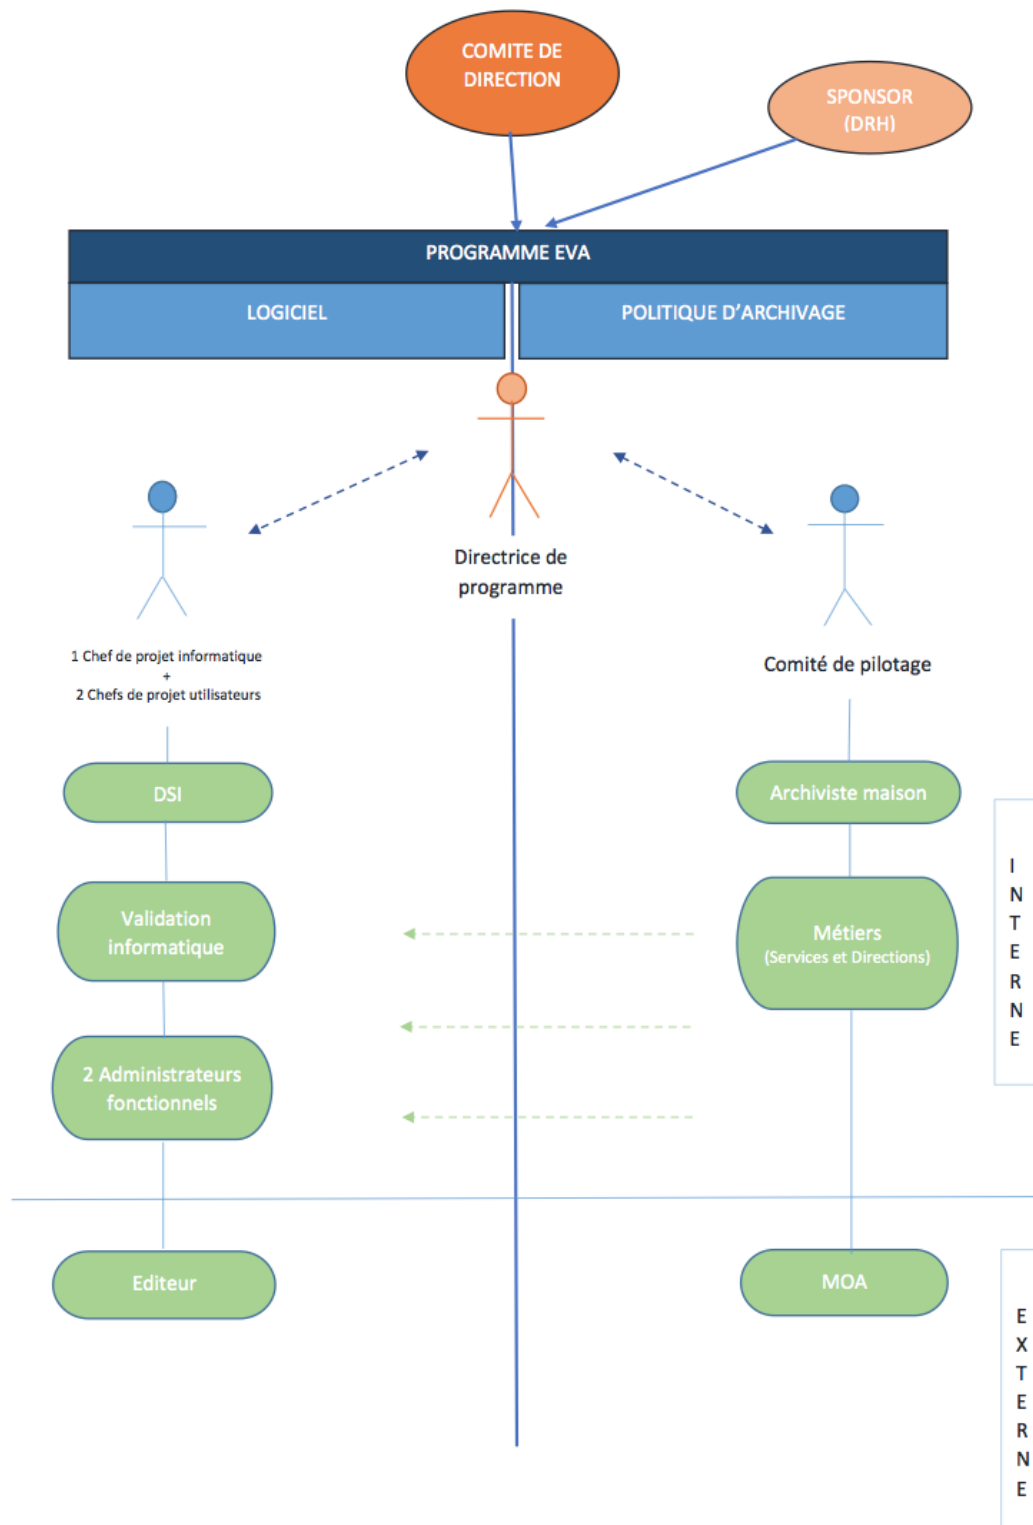 COMITE DE
DIRECTION
SPONSOR
(DRH)
PROGRAMME EVA
LOGICIEL
POLITIQUE D’ARCHIVAGE
Directrice de
programme
1 Chef de projet informatique
+
2 Chefs de projet utilisateurs
Comité de pilotage
DSI
Archiviste maison
Validation
informatique
Métiers
(Services et Directions)
2 Administrateurs
fonctionnels
I
N
T
E
R
N
E
Editeur
MOA
E
X
T
E
R
N
E